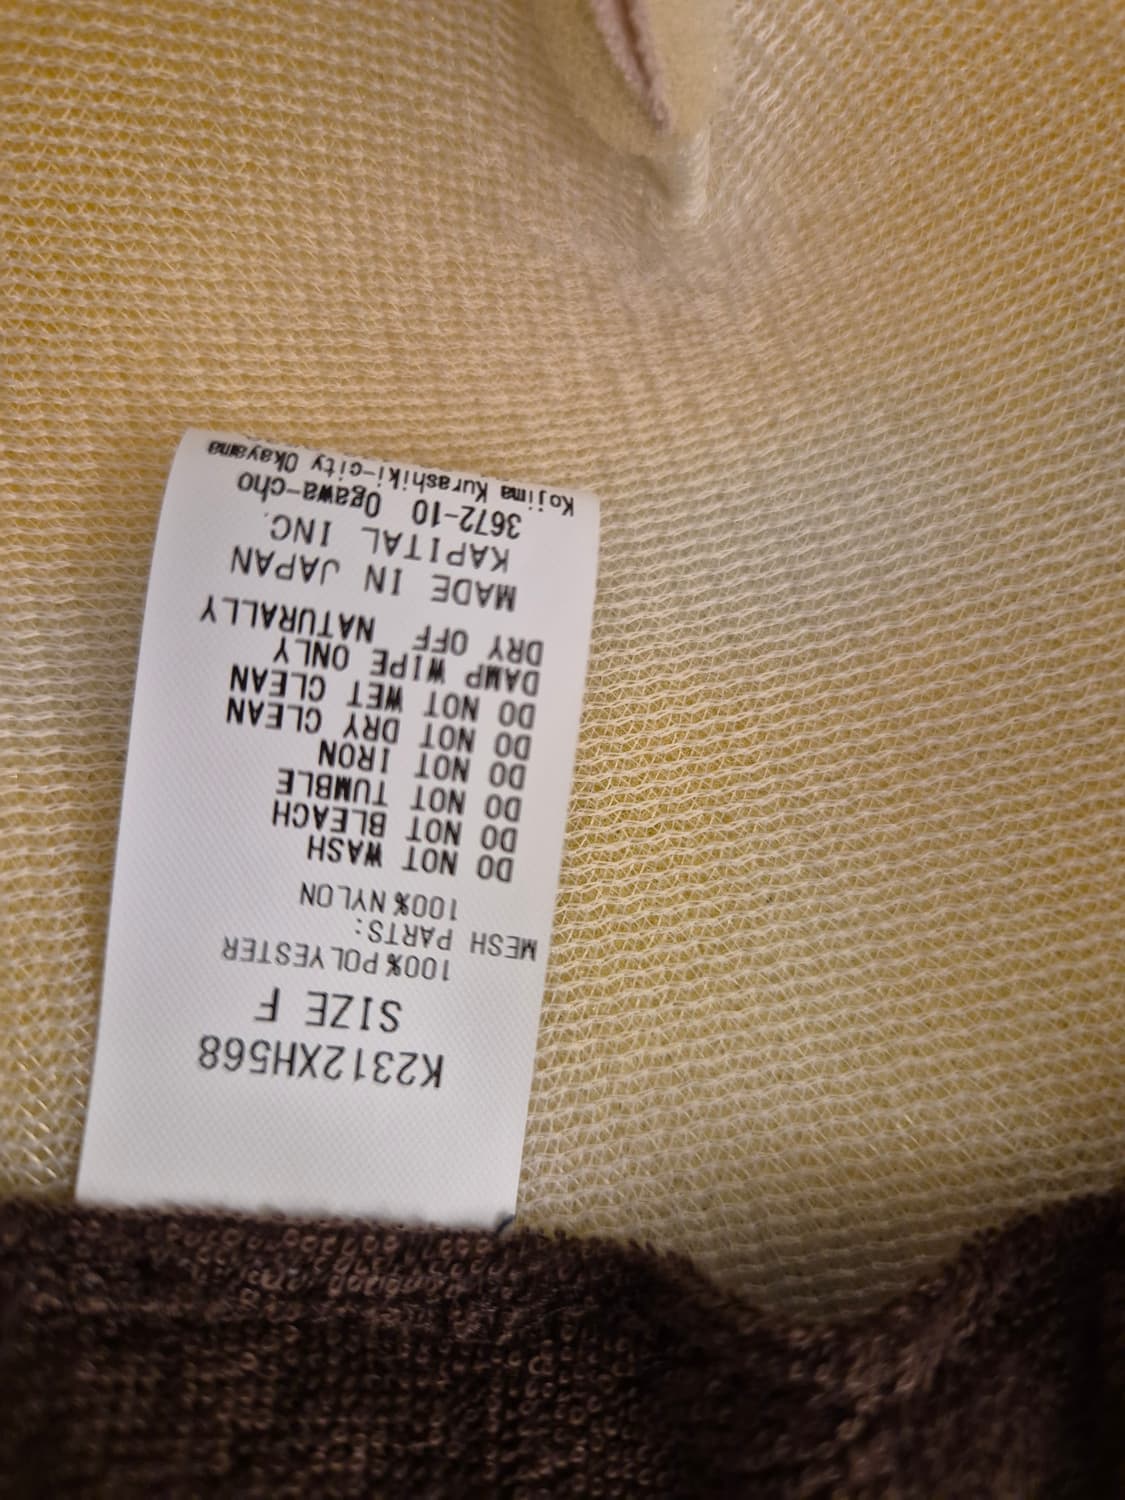 K2312XH568
SIZE F
100% POLYESTER
MESH PARTS:
100% NYLON
DO NOT WASH
DO NOT BLEACH
DO NOT TUMBLE
DO NOT IRON
DO NOT DRY CLEAN
DO NOT WET CLEAN
DAMP WIPE ONLY
DRY OFF NATURALLY
MADE IN JAPAN
KAPITAL INC.
3672-10 Ogawa-cho
Kojima Kurashiki-city Okayama